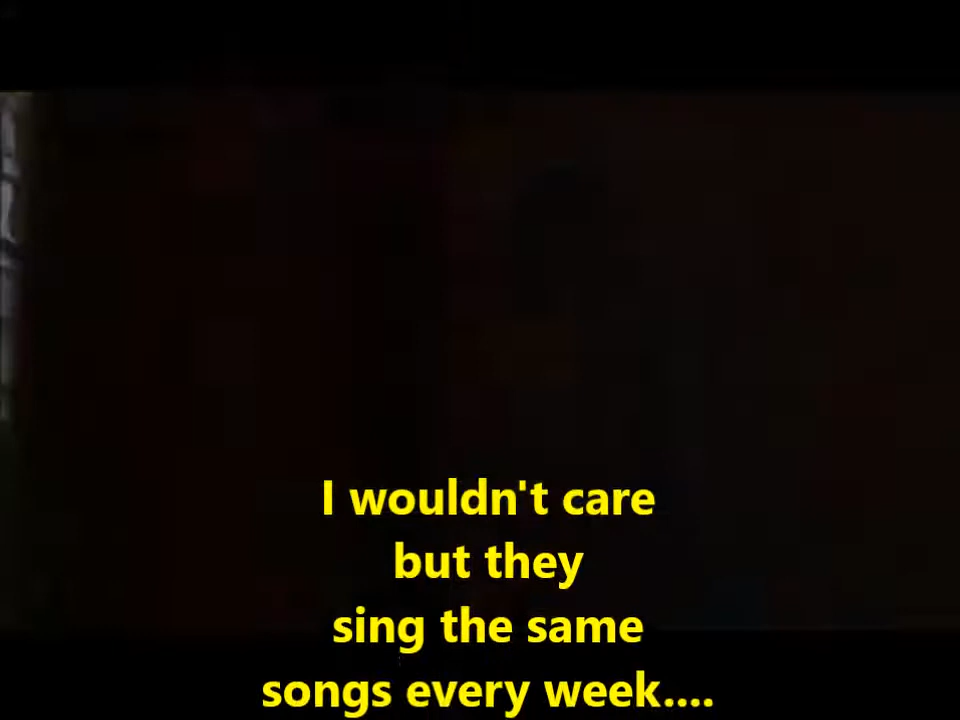 I wouldn't care
but they
sing the same
songs every week....